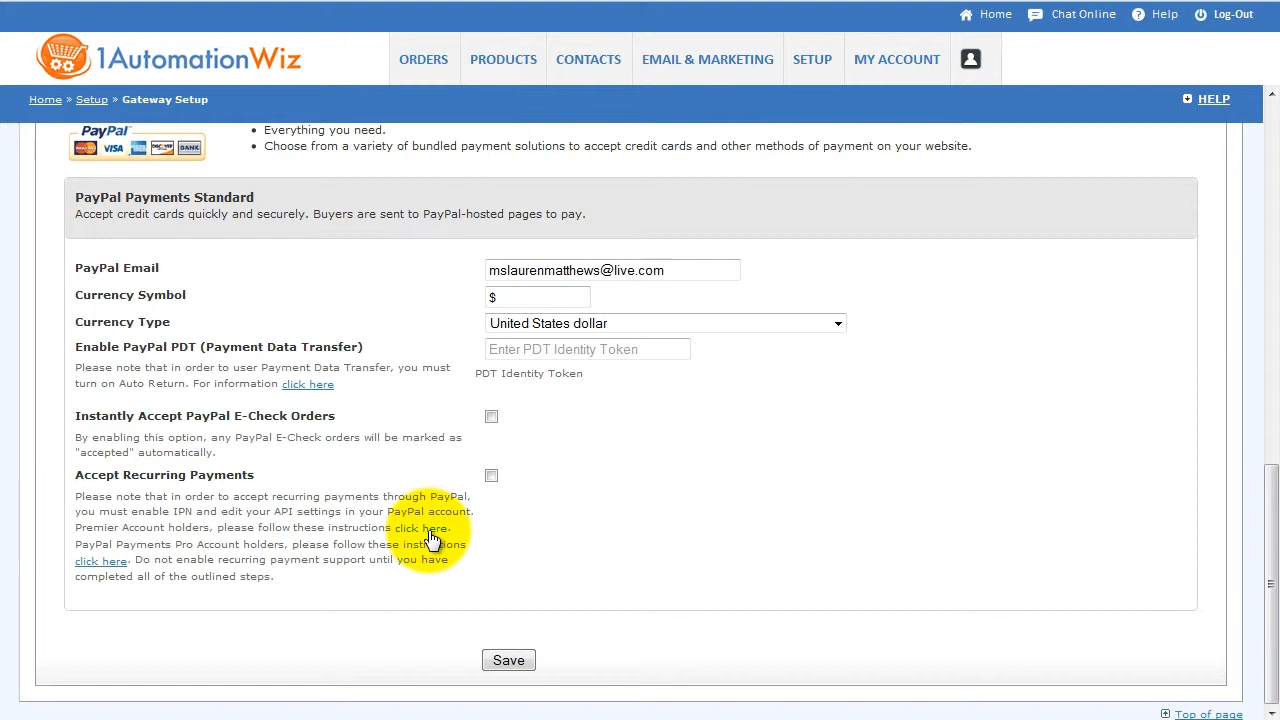 Home Chat Online Help Log-Out
1AutomationWiz
ORDERS PRODUCTS CONTACTS EMAIL & MARKETING SETUP MY ACCOUNT
Home » Setup » Gateway Setup HELP
PayPal
VISA DISCOVER BANK
• Everything you need.
• Choose from a variety of bundled payment solutions to accept credit cards and other methods of payment on your website.
PayPal Payments Standard
Accept credit cards quickly and securely. Buyers are sent to PayPal-hosted pages to pay.
PayPal Email mslaurenmatthews@live.com
Currency Symbol $
Currency Type United States dollar
Enable PayPal PDT (Payment Data Transfer) Enter PDT Identity Token
Please note that in order to user Payment Data Transfer, you must PDT Identity Token
turn on Auto Return. For information click here
Instantly Accept PayPal E-Check Orders
By enabling this option, any PayPal E-Check orders will be marked as
"accepted" automatically.
Accept Recurring Payments
Please note that in order to accept recurring payments through PayPal,
you must enable IPN and edit your API settings in your PayPal account.
Premier Account holders, please follow these instructions click here.
PayPal Payments Pro Account holders, please follow these instructions
click here. Do not enable recurring payment support until you have
completed all of the outlined steps.
Save
Top of page